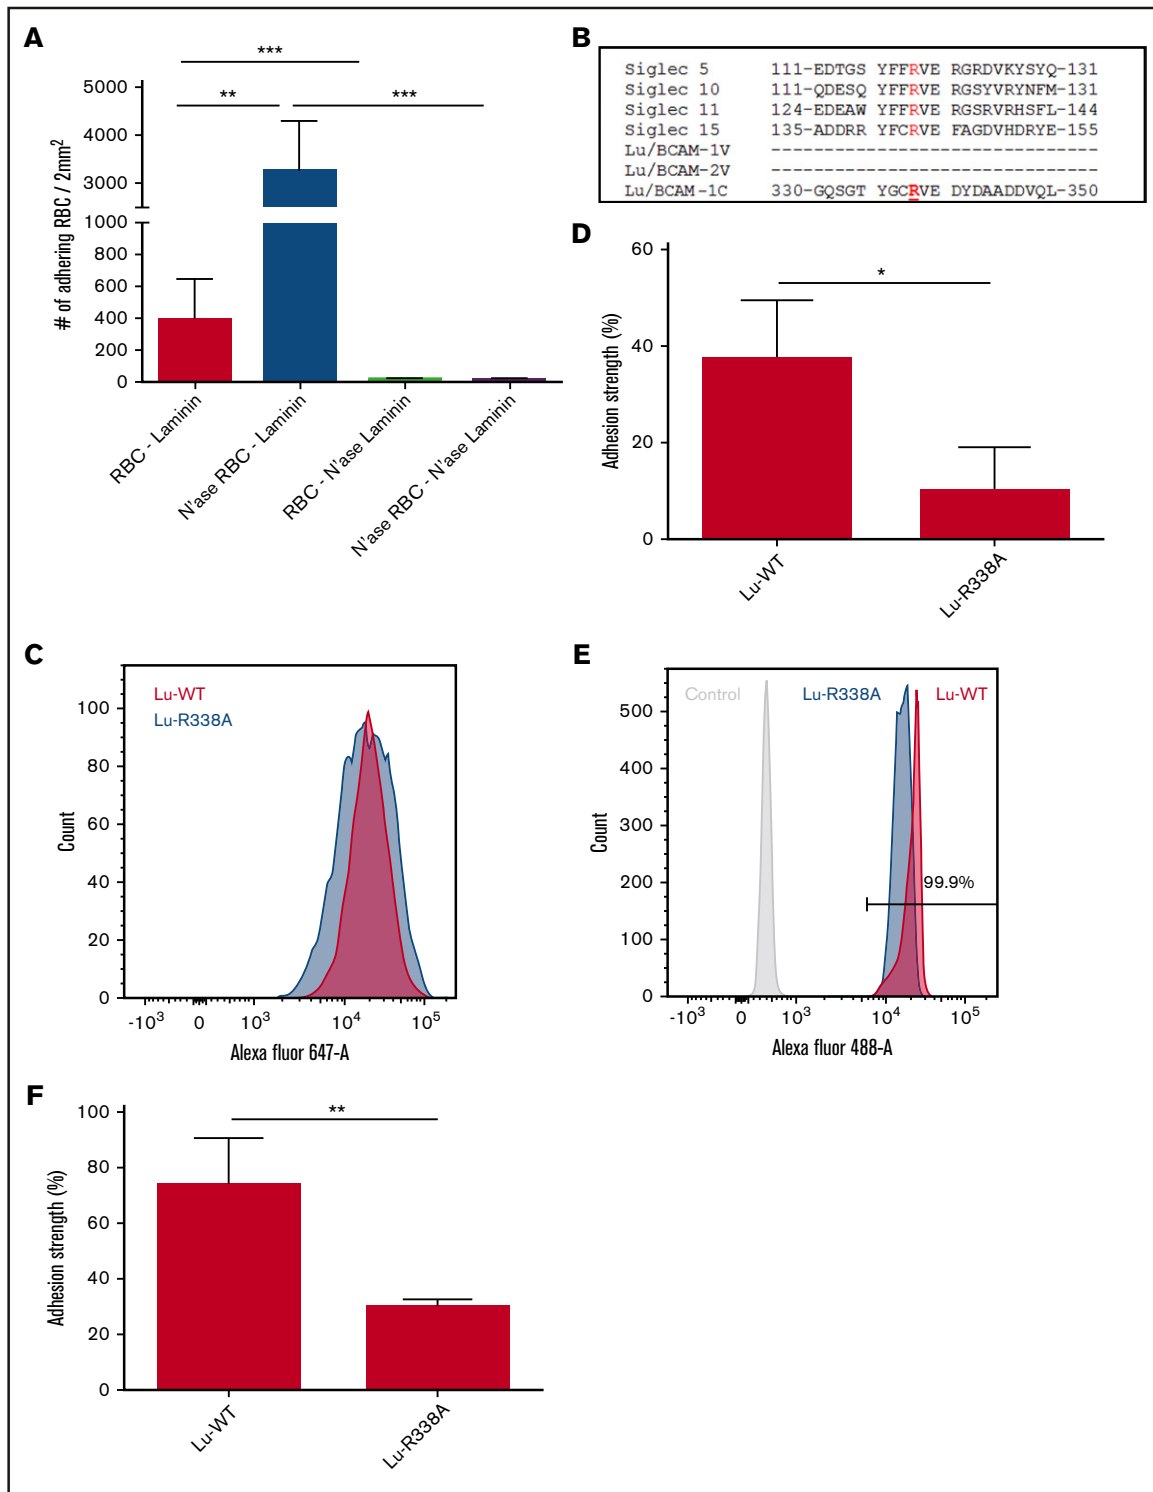 A
# of adhering RBC / 2mm²
5000
4000
3000
1000
800
600
400
200
0
***
**
***
RBC - Laminin
N'ase RBC - Laminin
RBC - N'ase Laminin
N'ase RBC - N'ase Laminin
B
Siglec 5 111-EDTGS YFFRVE RGRDVKYSYQ-131
Siglec 10 111-QDESQ YFFRVE RGSYVRYNFM-131
Siglec 11 124-EDEAW YFFRVE RGSRVRHSFL-144
Siglec 15 135-ADDRR YFCRVE FAGDVHDRYE-155
Lu/BCAM-1V ----------------------------
Lu/BCAM-2V ----------------------------
Lu/BCAM-1C 330-GQSGT YGCRVE DYDAADDVQL-350
D
Adhesion strength (%)
60
40
20
0
*
Lu-WT
Lu-R338A
C
Lu-WT
Lu-R338A
Count
100
80
60
40
20
0
-10³ 0 10³ 10⁴ 10⁵
Alexa fluor 647-A
E
Control Lu-R338A Lu-WT
Count
500
400
300
200
100
0
99.9%
-10³ 0 10³ 10⁴ 10⁵
Alexa fluor 488-A
F
Adhesion strength (%)
100
80
60
40
20
0
**
Lu-WT
Lu-R338A